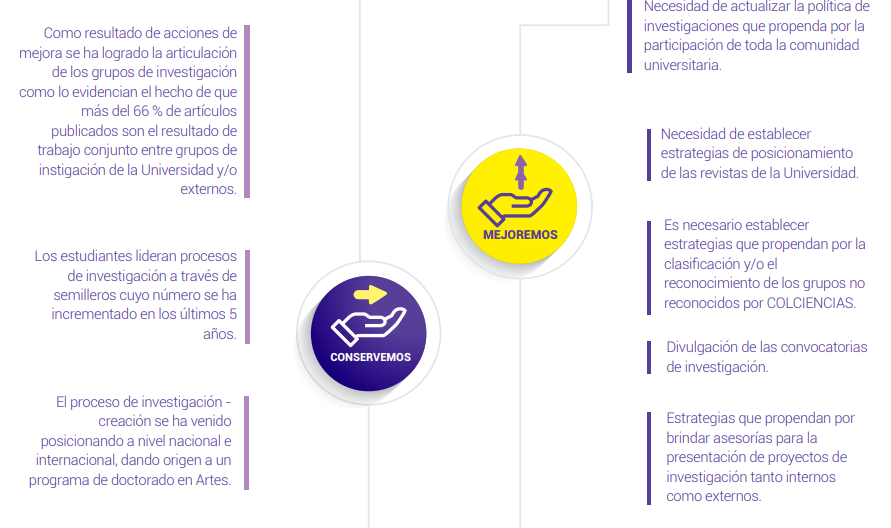 Como resultado de acciones de
mejora se ha logrado la articulación
de los grupos de investigación
como lo evidencian el hecho de que
más del 66 % de artículos
publicados son el resultado de
trabajo conjunto entre grupos de
instigación de la Universidad y/o
externos.
Los estudiantes lideran procesos
de investigación a través de
semilleros cuyo número se ha
incrementado en los últimos 5
años.
El proceso de investigación -
creación se ha venido
posicionando a nivel nacional e
internacional, dando origen a un
programa de doctorado en Artes.
CONSERVEMOS
MEJOREMOS
Necesidad de actualizar la política de
investigaciones que propenda por la
participación de toda la comunidad
universitaria.
Necesidad de establecer
estrategias de posicionamiento
de las revistas de la Universidad.
Es necesario establecer
estrategias que propendan por la
clasificación y/o el
reconocimiento de los grupos no
reconocidos por COLCIENCIAS.
Divulgación de las convocatorias
de investigación.
Estrategias que propendan por
brindar asesorías para la
presentación de proyectos de
investigación tanto internos
como externos.